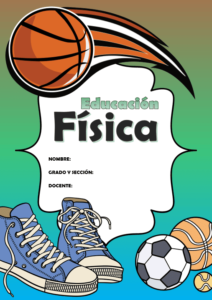 Educación
Física
NOMBRE:
GRADO Y SECCIÓN:
DOCENTE: